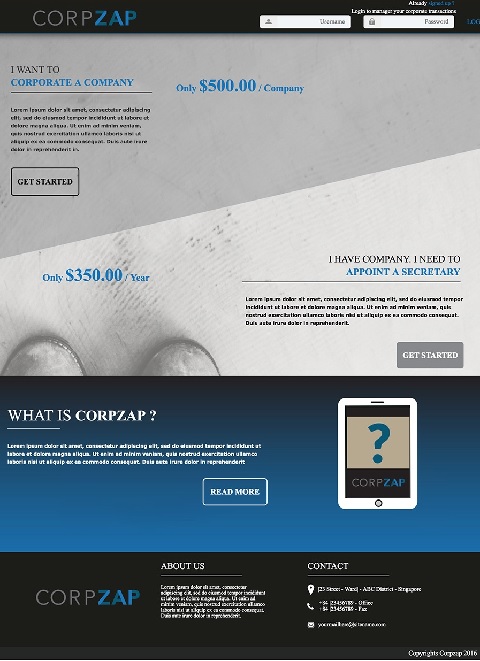 CORPZAP
Already signed up?
Login to manager your corporate transactions
Username
Password
LOG
I WANT TO
CORPORATE A COMPANY
Only $500.00 / Company
Lorem ipsum dolor sit amet, consectetur adipiscing
elit, sed do eiusmod tempor incididunt ut labore et
dolore magna aliqua. Ut enim ad minim veniam,
quis nostrud exercitation ullamco laboris nisi ut
aliquip ex ea commodo consequat. Duis aute irure
dolor in reprehenderit in.
GET STARTED
I HAVE COMPANY. I NEED TO
APPOINT A SECRETARY
Only $350.00 / Year
Lorem ipsum dolor sit amet, consectetur adipiscing elit, sed do eiusmod tempor
incididunt ut labore et dolore magna aliqua. Ut enim ad minim veniam, quis
nostrud exercitation ullamco laboris nisi ut aliquip ex ea commodo consequat.
Duis aute irure dolor in reprehenderit.
GET STARTED
WHAT IS CORPZAP ?
Lorem ipsum dolor sit amet, consectetur adipiscing elit, sed do eiusmod tempor incididunt ut
labore et dolore magna aliqua. Ut enim ad minim veniam, quis nostrud exercitation ullamco
laboris nisi ut aliquip ex ea commodo consequat. Duis aute irure dolor in reprehenderit
READ MORE
?
CORPZAP
CORPZAP
ABOUT US
Lorem ipsum dolor sit amet, consectetur
adipiscing elit, sed do eiusmod tempor incididunt
ut labore et dolore magna aliqua. Ut enim ad
minim veniam, quis nostrud exercitation ullamco
laboris nisi ut aliquip ex ea commodo consequat.
Duis aute irure dolor in reprehenderit.
CONTACT
[23 Street - Ward] - ABC District - Singapore
+84 123456789 - Office
+84 123456789 - Fax
Copyrights Corpzap 2016